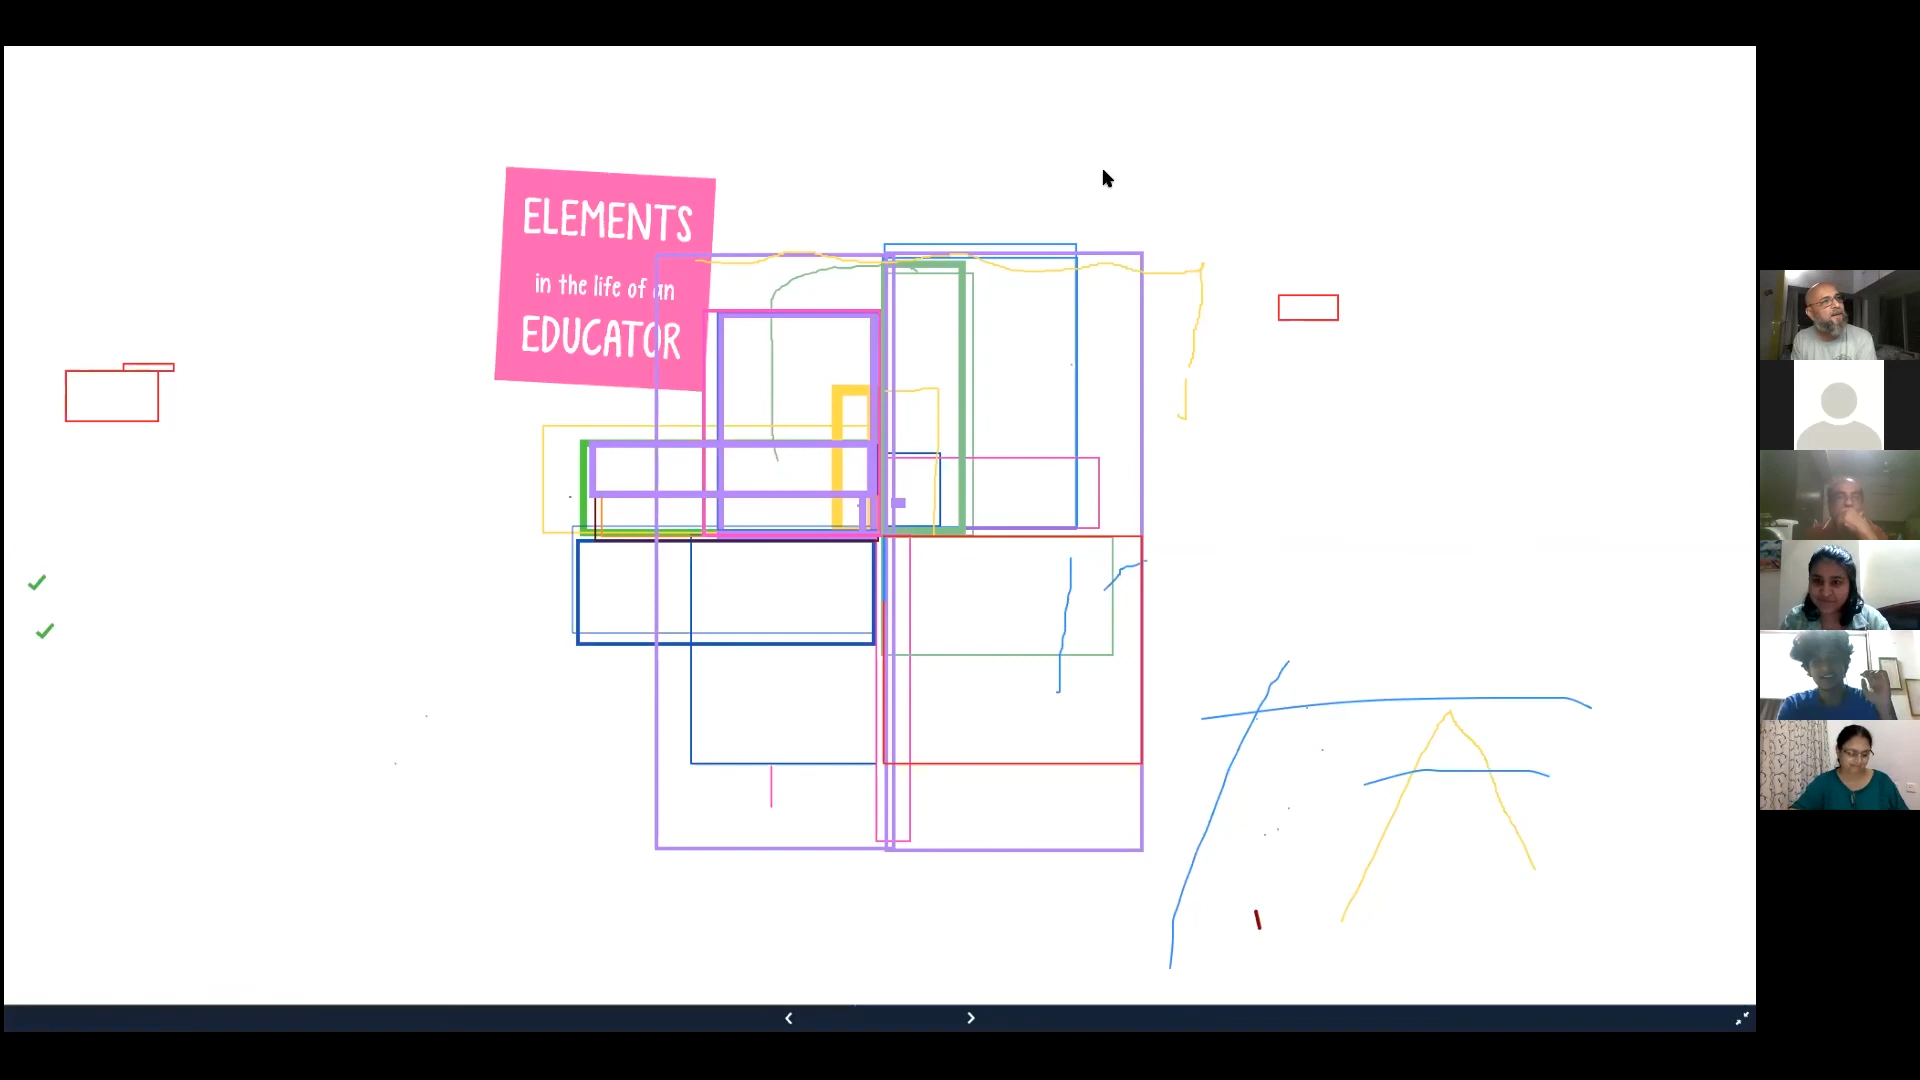 ELEMENTS
in the life of an
EDUCATOR